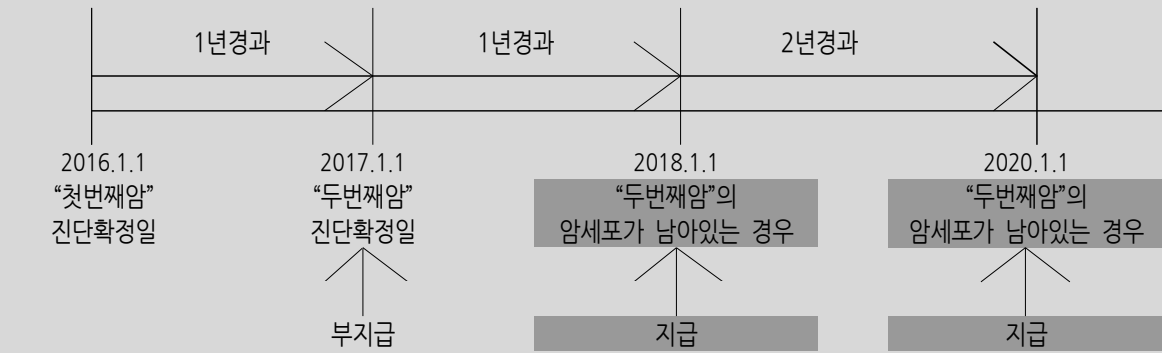 1년경과 1년경과 2년경과
2016.1.1 2017.1.1 2018.1.1 2020.1.1
“첫번째암” “두번째암” “두번째암”의 “두번째암”의
진단확정일 진단확정일 암세포가 남아있는 경우 암세포가 남아있는 경우
부지급 지급 지급